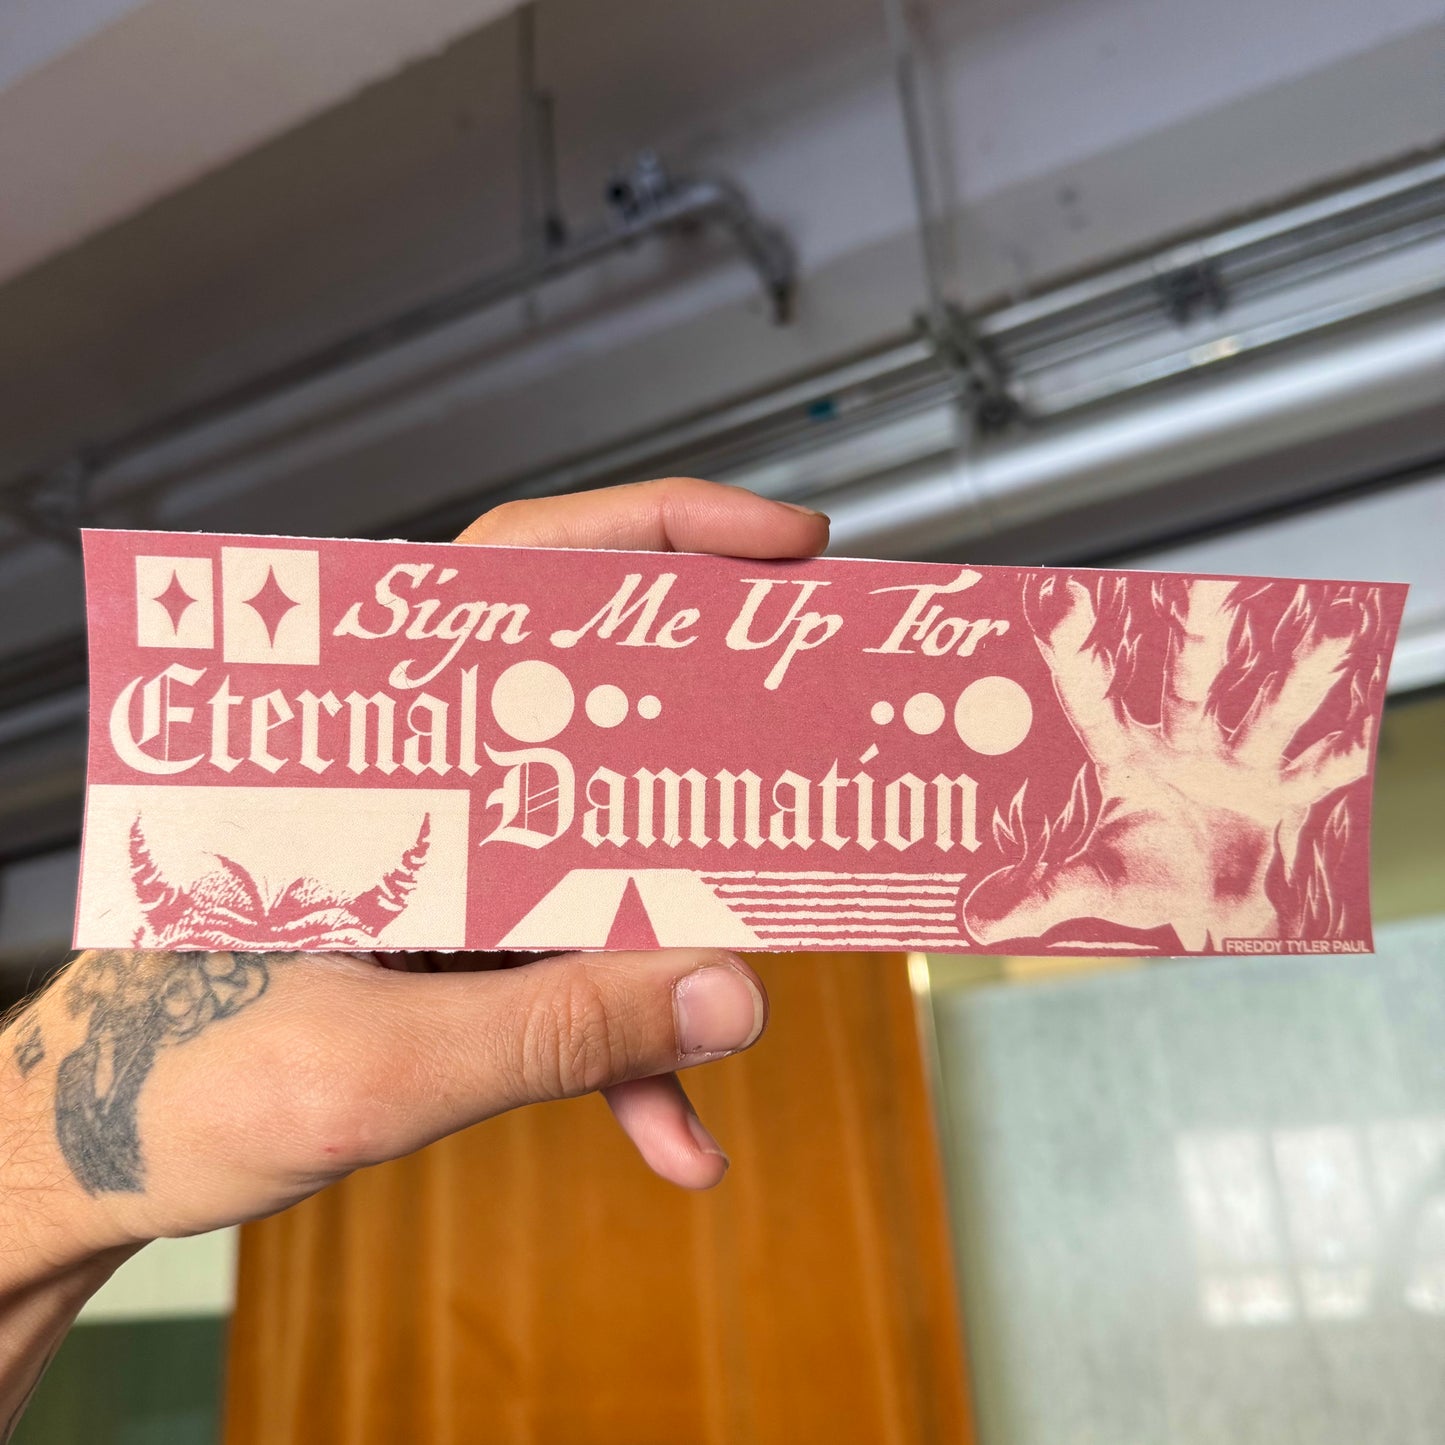 Sign Me Up For
Eternal
Damnation
FREDDY TYLER PAUL